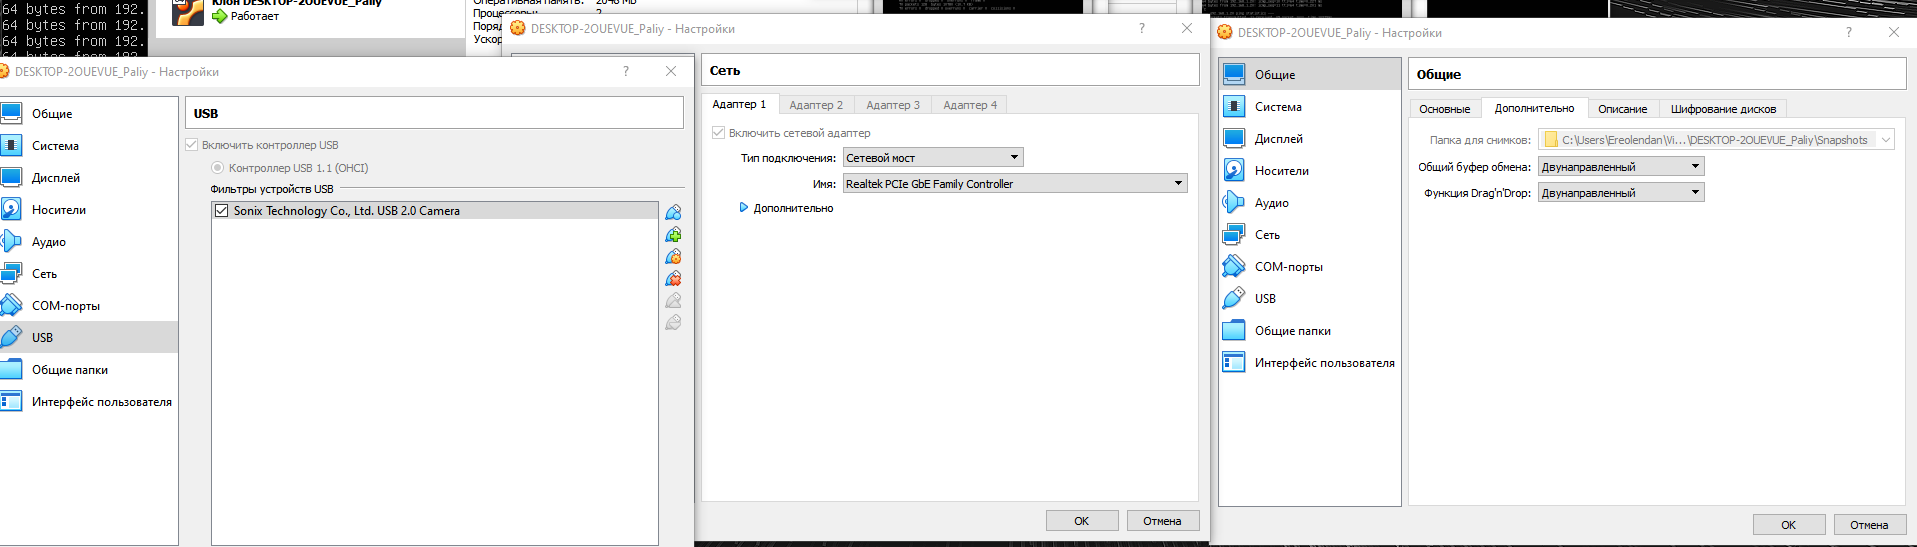 64 bytes from 192.
64 bytes from 192.
64 bytes from 192.
64 bytes from 192.
Клон DESKTOP-2OUEVUE_Paliy
Работает
Оперативная память: 2048 МБ
Процессоры: 2
DESKTOP-2OUEVUE_Paliy - Настройки
?
USB
Общие
Система
Дисплей
Носители
Аудио
Сеть
COM-порты
USB
Общие папки
Интерфейс пользователя
Включить контроллер USB
Контроллер USB 1.1 (OHCI)
Фильтры устройств USB
Sonix Technology Co., Ltd. USB 2.0 Camera
DESKTOP-2OUEVUE_Paliy - Настройки
?
Сеть
Адаптер 1 Адаптер 2 Адаптер 3 Адаптер 4
Включить сетевой адаптер
Тип подключения: Сетевой мост
Имя: Realtek PCIe GbE Family Controller
Дополнительно
OK Отмена
DESKTOP-2OUEVUE_Paliy - Настройки
?
Общие
Система
Дисплей
Носители
Аудио
Сеть
COM-порты
USB
Общие папки
Интерфейс пользователя
Общие
Основные Дополнительно Описание Шифрование дисков
Папка для снимков: C:\Users\Ereolendan\Vi...\DESKTOP-2OUEVUE_Paliy\Snapshots
Общий буфер обмена: Двунаправленный
Функция Drag'n'Drop: Двунаправленный
OK Отмена